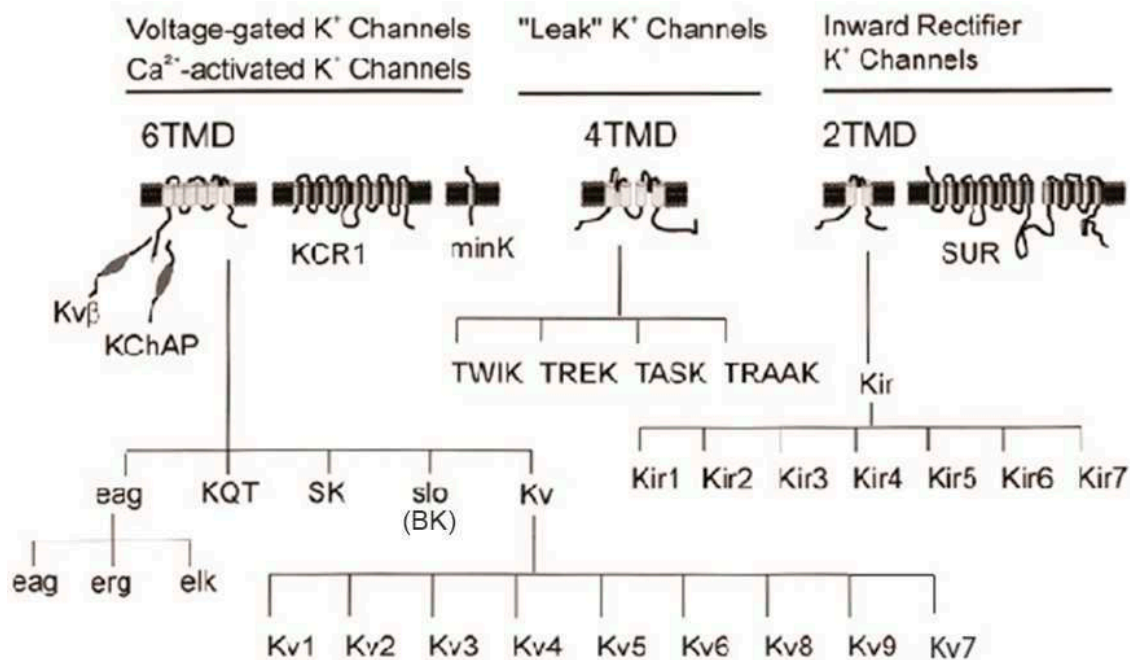 Voltage-gated K⁺ Channels
Ca²⁺-activated K⁺ Channels
"Leak" K⁺ Channels
Inward Rectifier
K⁺ Channels
6TMD
4TMD
2TMD
KCR1
minK
SUR
Kvβ
KChAP
TWIK TREK TASK TRAAK
Kir
Kir1 Kir2 Kir3 Kir4 Kir5 Kir6 Kir7
eag KQT SK slo Kv
(BK)
eag erg elk
Kv1 Kv2 Kv3 Kv4 Kv5 Kv6 Kv8 Kv9 Kv7